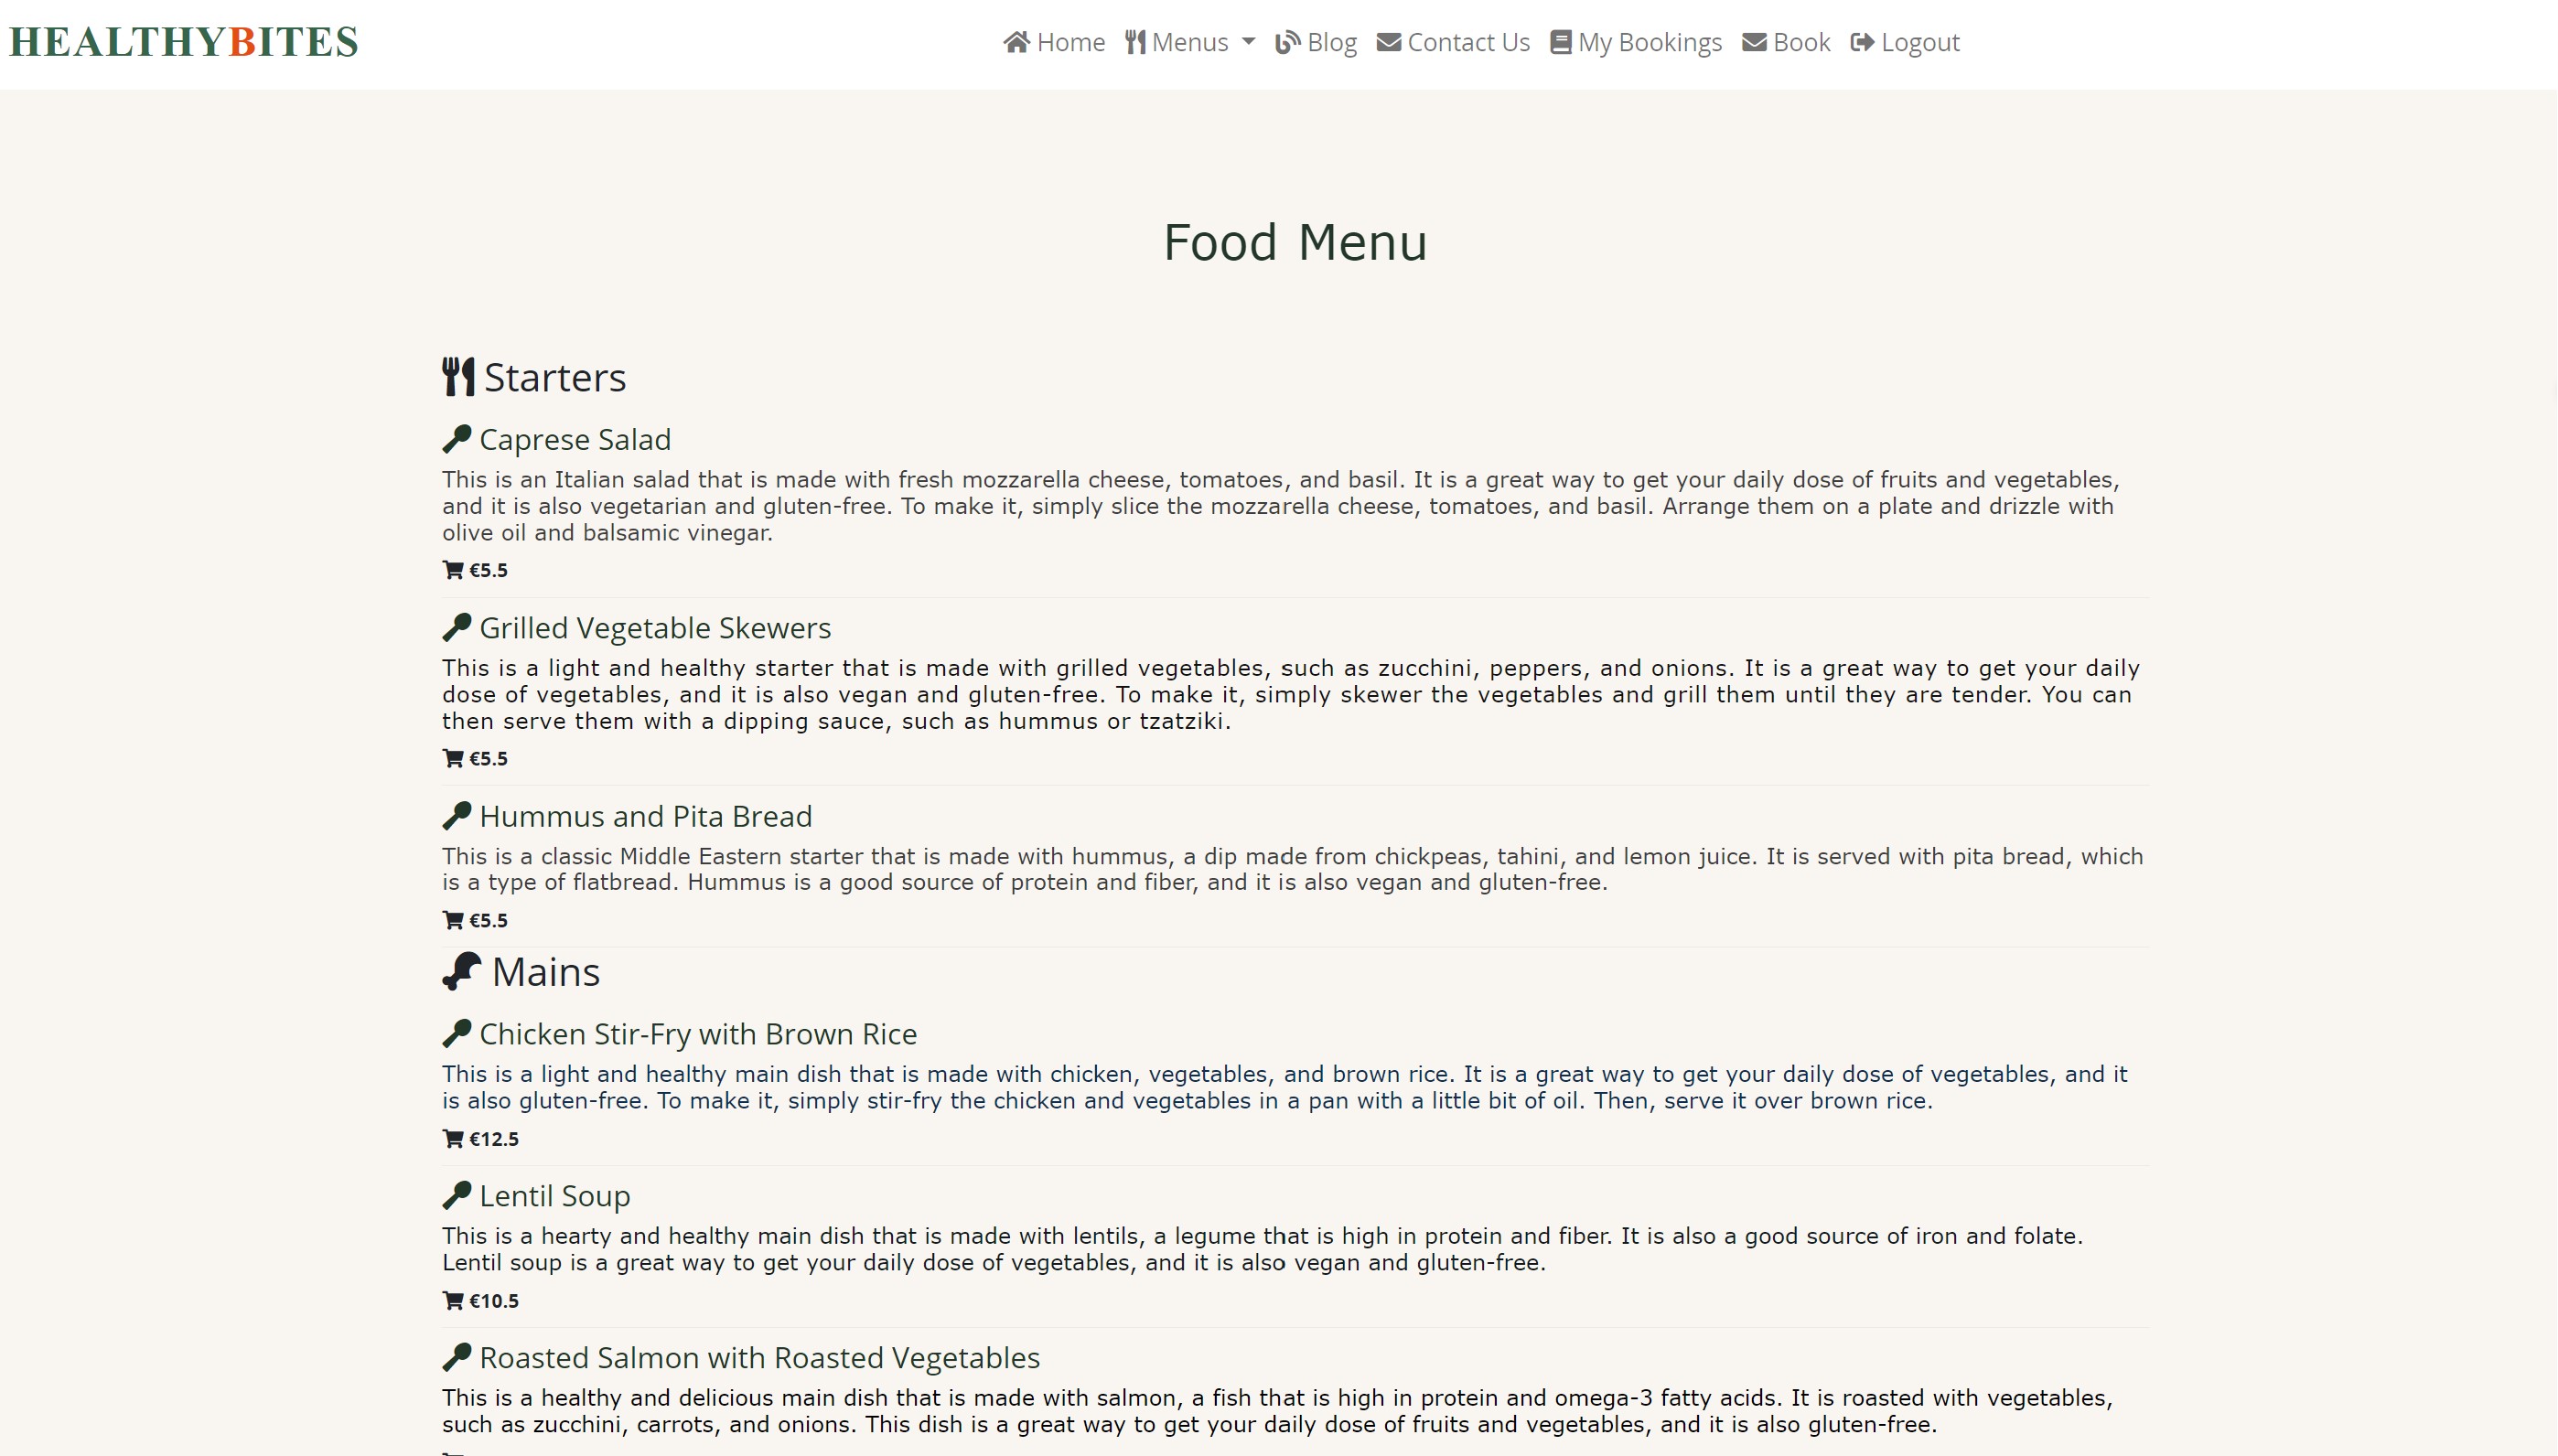 HEALTHYBITES
Home Menus Blog Contact Us My Bookings Book Logout
Food Menu
Starters
Caprese Salad
This is an Italian salad that is made with fresh mozzarella cheese, tomatoes, and basil. It is a great way to get your daily dose of fruits and vegetables,
and it is also vegetarian and gluten-free. To make it, simply slice the mozzarella cheese, tomatoes, and basil. Arrange them on a plate and drizzle with
olive oil and balsamic vinegar.
€5.5
Grilled Vegetable Skewers
This is a light and healthy starter that is made with grilled vegetables, such as zucchini, peppers, and onions. It is a great way to get your daily
dose of vegetables, and it is also vegan and gluten-free. To make it, simply skewer the vegetables and grill them until they are tender. You can
then serve them with a dipping sauce, such as hummus or tzatziki.
€5.5
Hummus and Pita Bread
This is a classic Middle Eastern starter that is made with hummus, a dip made from chickpeas, tahini, and lemon juice. It is served with pita bread, which
is a type of flatbread. Hummus is a good source of protein and fiber, and it is also vegan and gluten-free.
€5.5
Mains
Chicken Stir-Fry with Brown Rice
This is a light and healthy main dish that is made with chicken, vegetables, and brown rice. It is a great way to get your daily dose of vegetables, and it
is also gluten-free. To make it, simply stir-fry the chicken and vegetables in a pan with a little bit of oil. Then, serve it over brown rice.
€12.5
Lentil Soup
This is a hearty and healthy main dish that is made with lentils, a legume that is high in protein and fiber. It is also a good source of iron and folate.
Lentil soup is a great way to get your daily dose of vegetables, and it is also vegan and gluten-free.
€10.5
Roasted Salmon with Roasted Vegetables
This is a healthy and delicious main dish that is made with salmon, a fish that is high in protein and omega-3 fatty acids. It is roasted with vegetables,
such as zucchini, carrots, and onions. This dish is a great way to get your daily dose of fruits and vegetables, and it is also gluten-free.